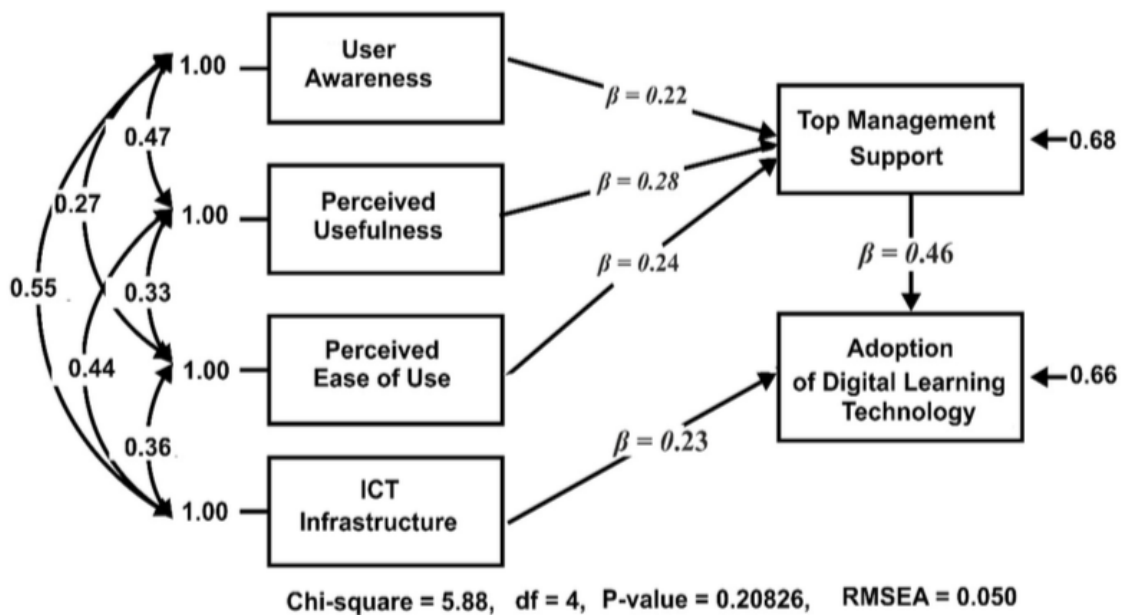 User
Awareness
1.00
β = 0.22
Top Management
Support
0.68
0.47
0.27
Perceived
Usefulness
1.00
β = 0.28
β = 0.24
β = 0.46
0.55
0.33
0.44
Perceived
Ease of Use
1.00
Adoption
of Digital Learning
Technology
0.66
0.36
β = 0.23
ICT
Infrastructure
1.00
Chi-square = 5.88, df = 4, P-value = 0.20826, RMSEA = 0.050